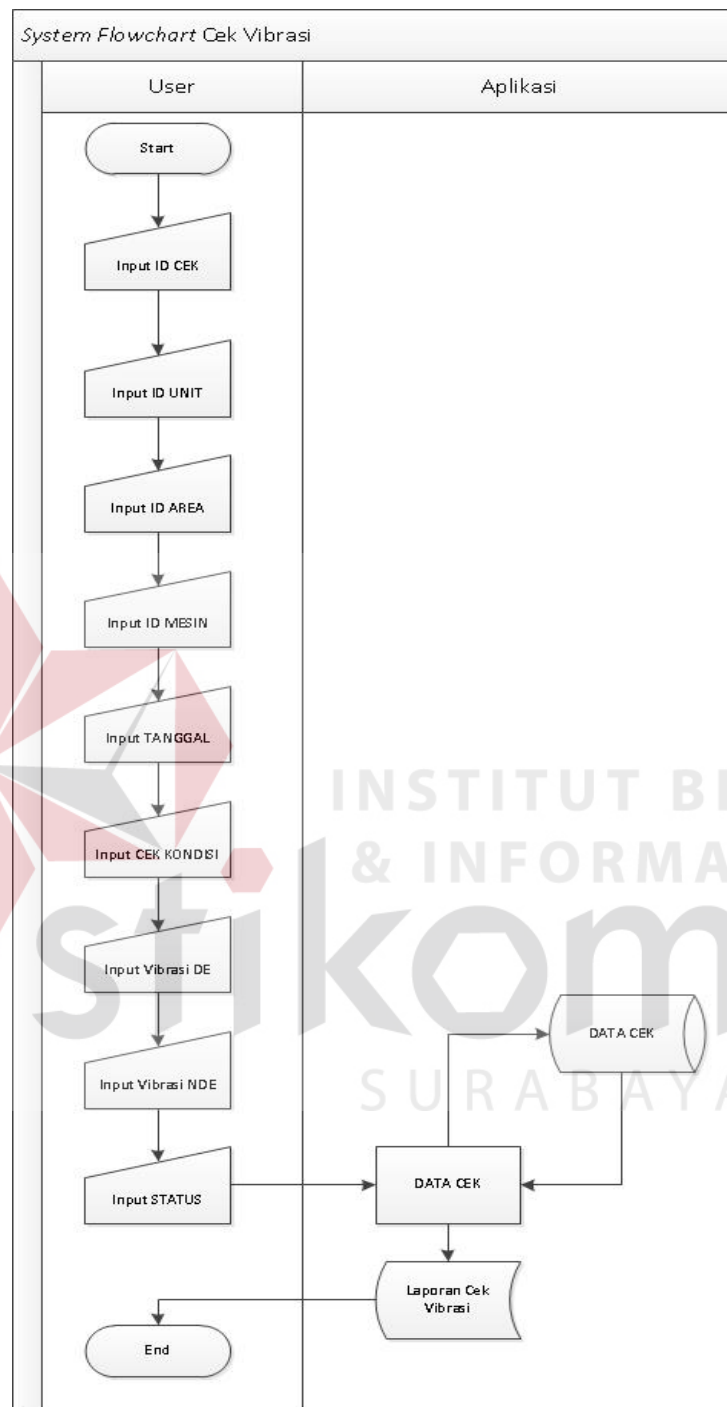 System Flowchart Cek Vibrasi
User
Aplikasi
Start
Input ID CEK
Input ID UNIT
Input ID AREA
Input ID MESIN
Input TANGGAL
Input CEK KONDISI
Input Vibrasi DE
Input Vibrasi NDE
Input STATUS
DATA CEK
DATA CEK
Laporan Cek
Vibrasi
End
INSTITUT BI
& INFORMA
stikom
SURABAYA